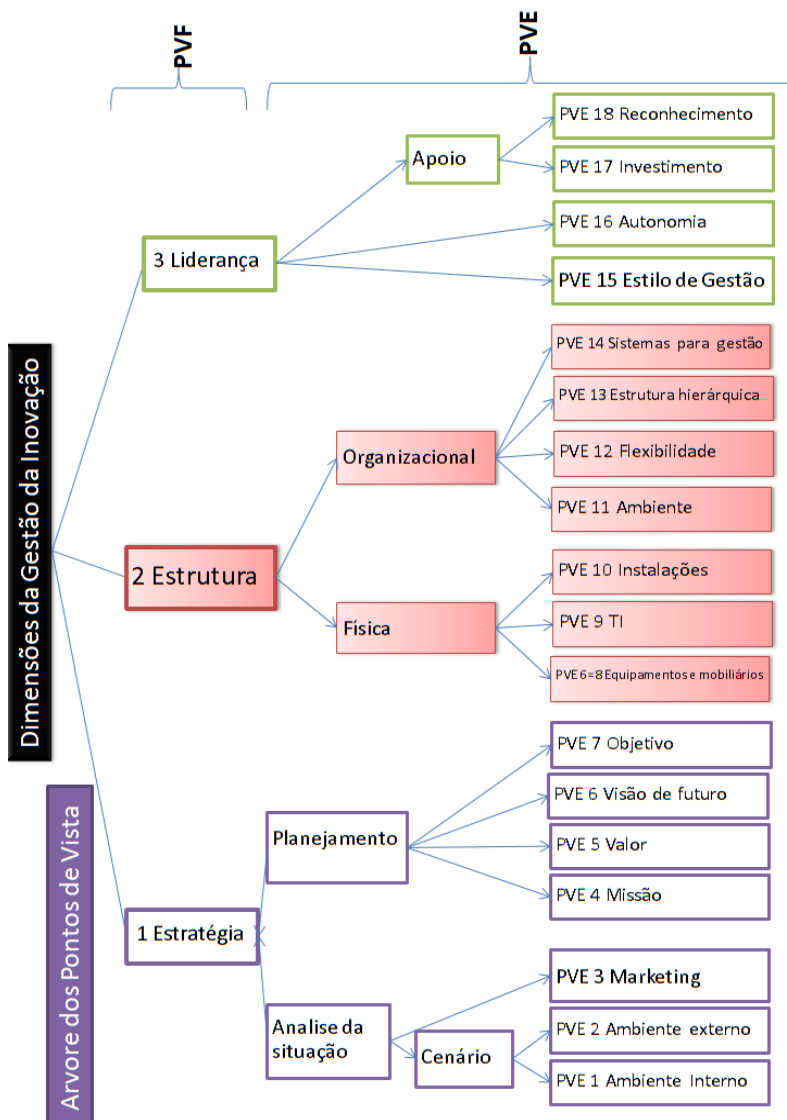 PVF
PVE
Dimensões da Gestão da Inovação
Arvore dos Pontos de Vista
3 Liderança
Apoio
PVE 18 Reconhecimento
PVE 17 Investimento
PVE 16 Autonomia
PVE 15 Estilo de Gestão
2 Estrutura
Organizacional
PVE 14 Sistemas para gestão
PVE 13 Estrutura hierárquica
PVE 12 Flexibilidade
PVE 11 Ambiente
Física
PVE 10 Instalações
PVE 9 TI
PVE 6=8 Equipamentos e mobiliários
1 Estratégia
Planejamento
PVE 7 Objetivo
PVE 6 Visão de futuro
PVE 5 Valor
PVE 4 Missão
Analise da
situação
PVE 3 Marketing
Cenário
PVE 2 Ambiente externo
PVE 1 Ambiente Interno